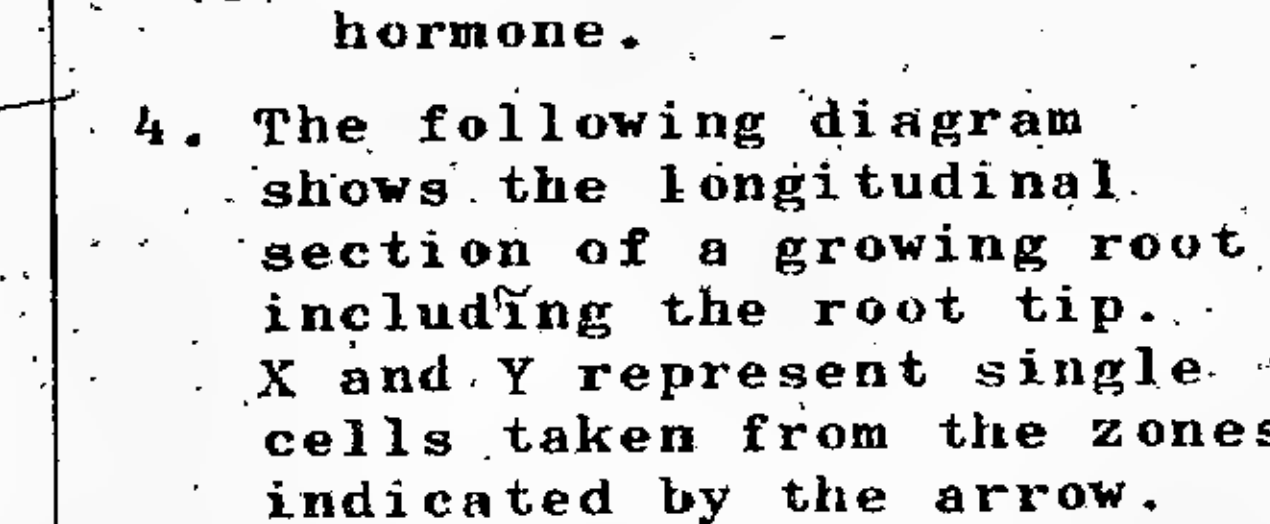 hormone.
4. The following diagram
shows the longitudinal
section of a growing root
including the root tip.
X and Y represent single
cells taken from the zones
indicated by the arrow.